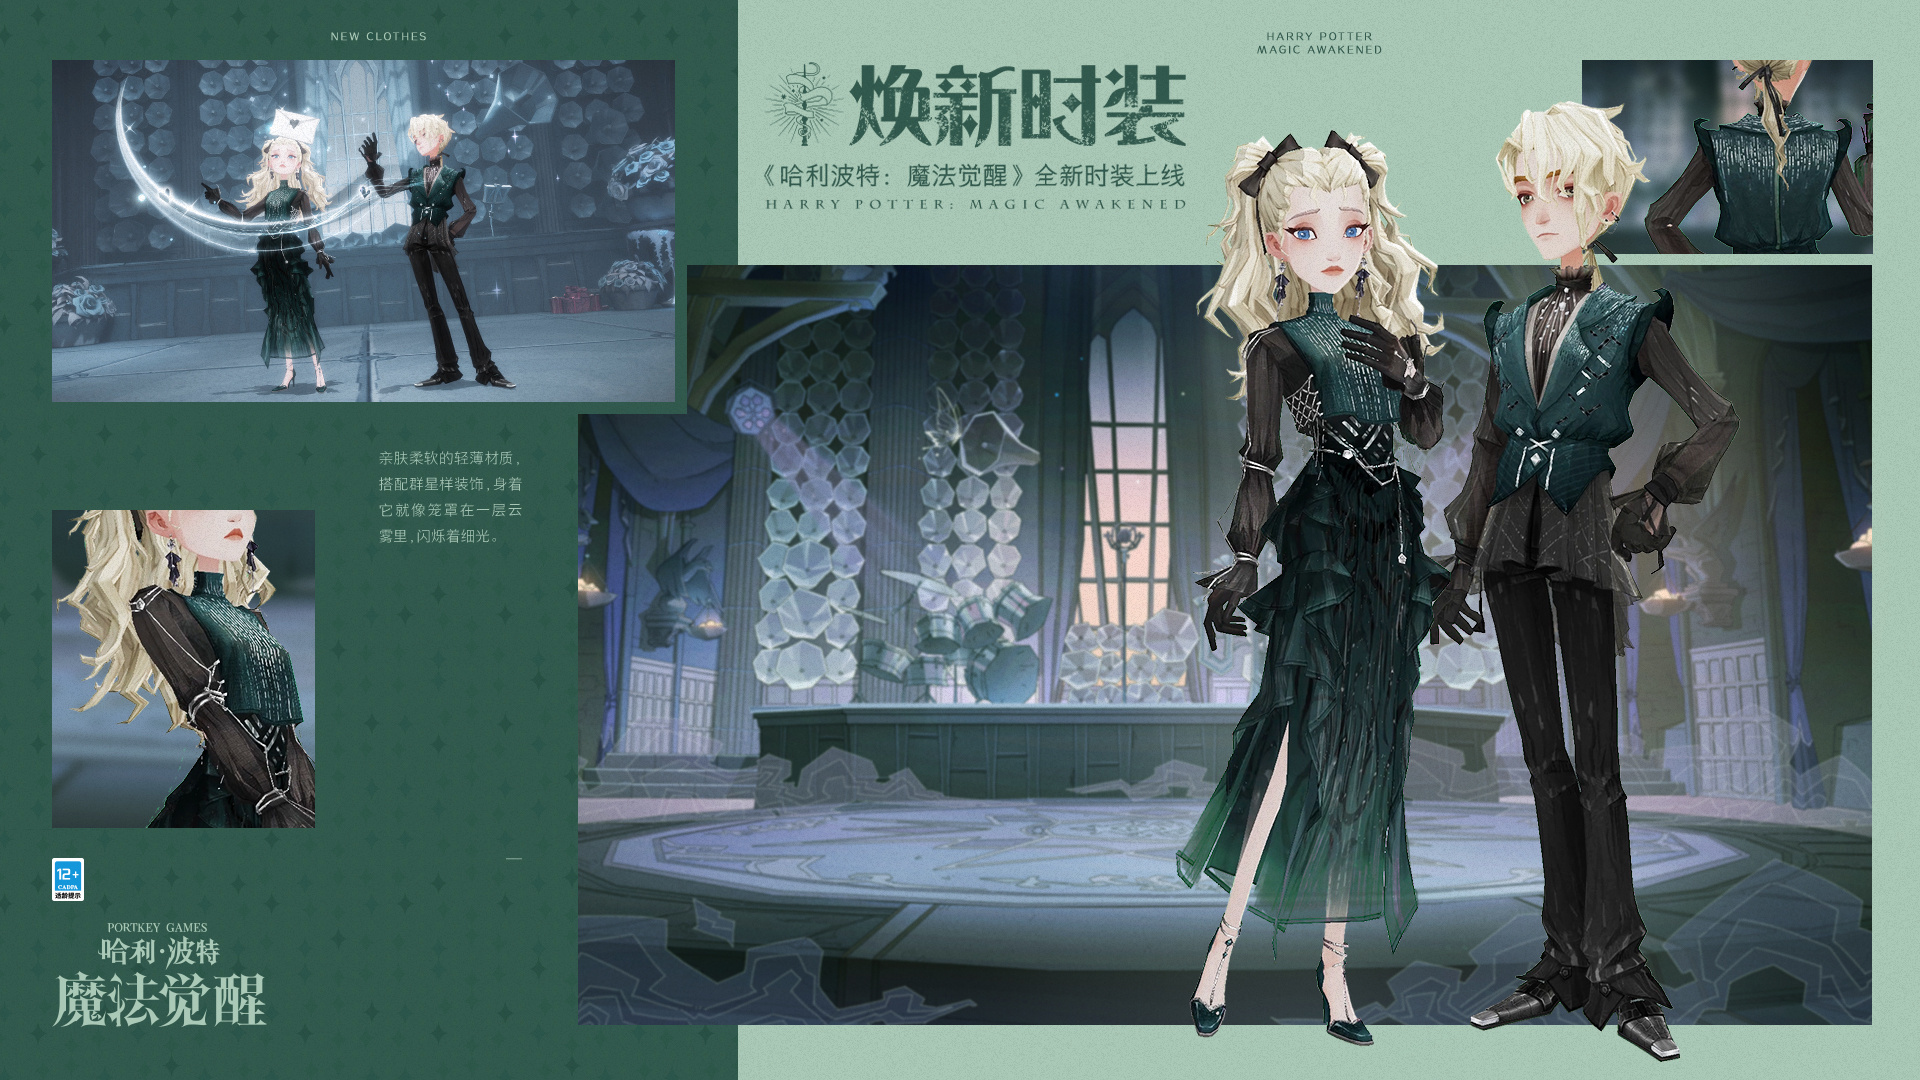 NEW CLOTHES
HARRY POTTER
MAGIC AWAKENED
焕新时装
《哈利波特：魔法觉醒》全新时装上线
HARRY POTTER: MAGIC AWAKENED
亲肤柔软的轻薄材质，
搭配群星样装饰，身着
它就像笼罩在一层云
雾里，闪烁着细光。
12+
CADPA
适龄提示
PORTKEY GAMES
哈利·波特
魔法觉醒